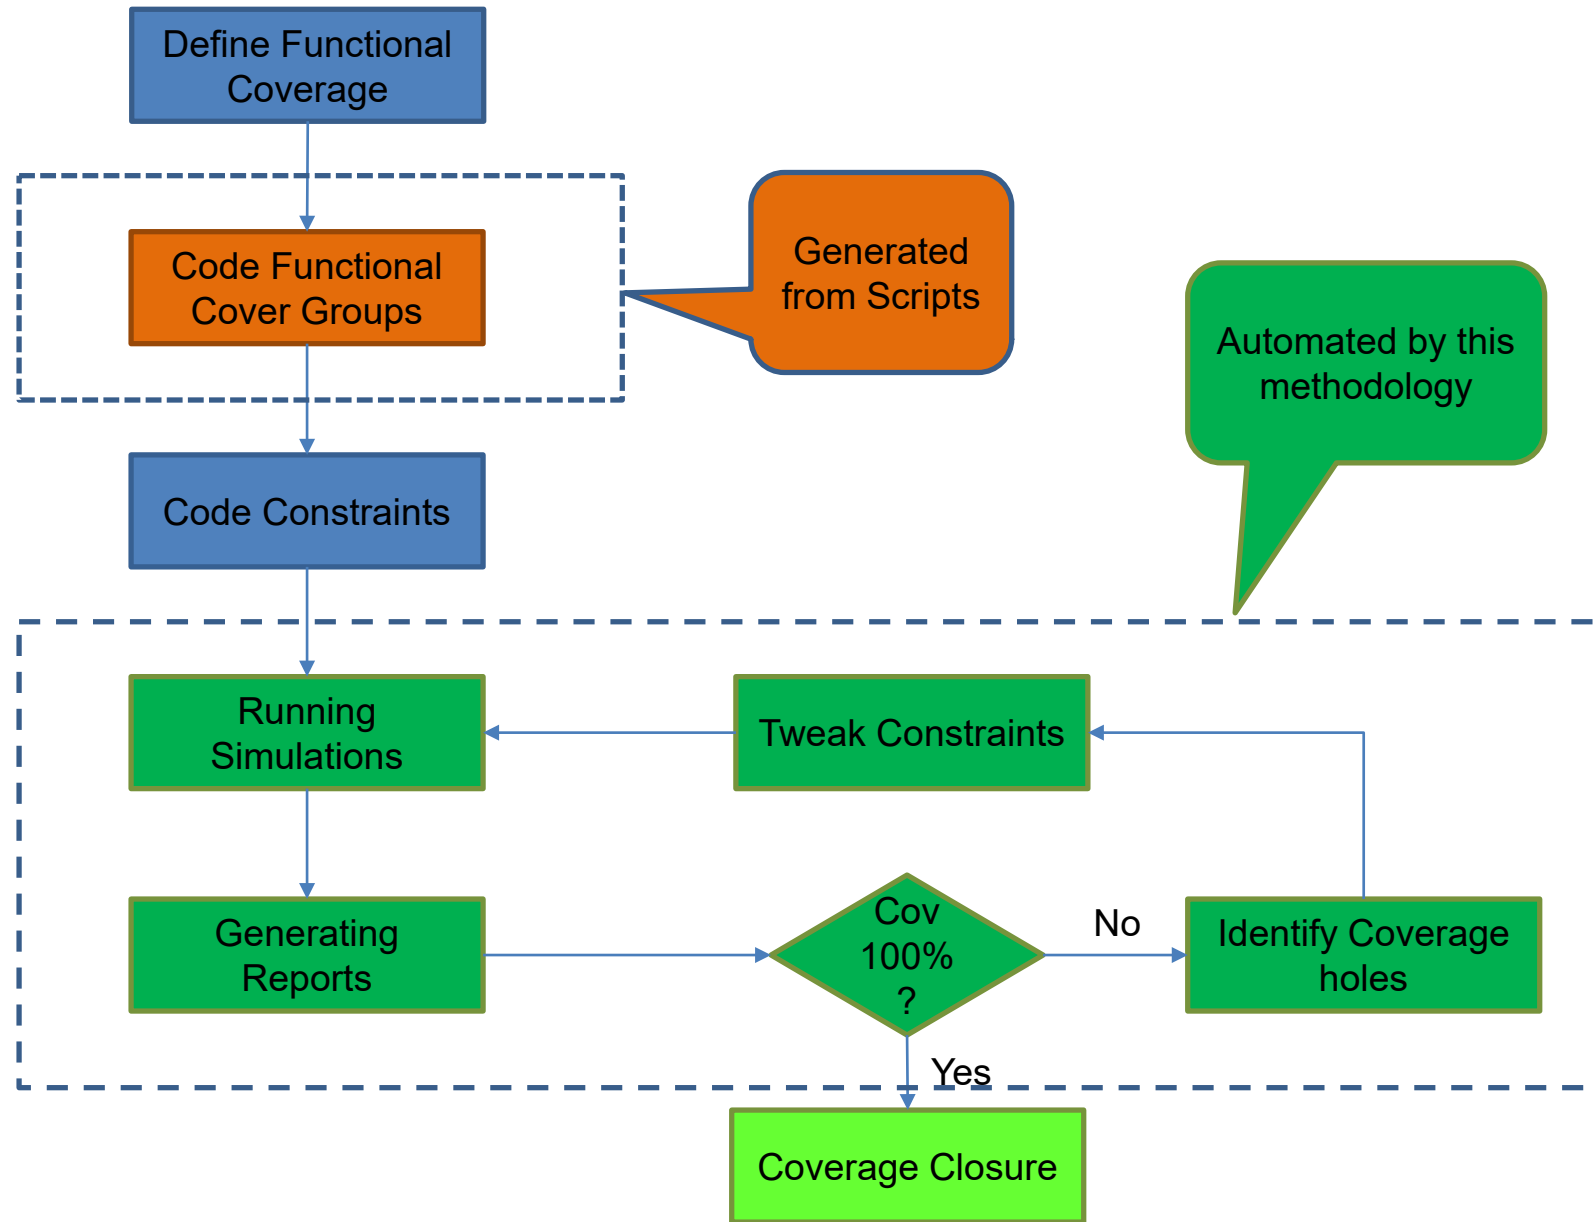 Define Functional
Coverage
Code Functional
Cover Groups
Generated
from Scripts
Automated by this
methodology
Code Constraints
Running
Simulations
Tweak Constraints
Generating
Reports
Cov
100%
?
No
Identify Coverage
holes
Yes
Coverage Closure